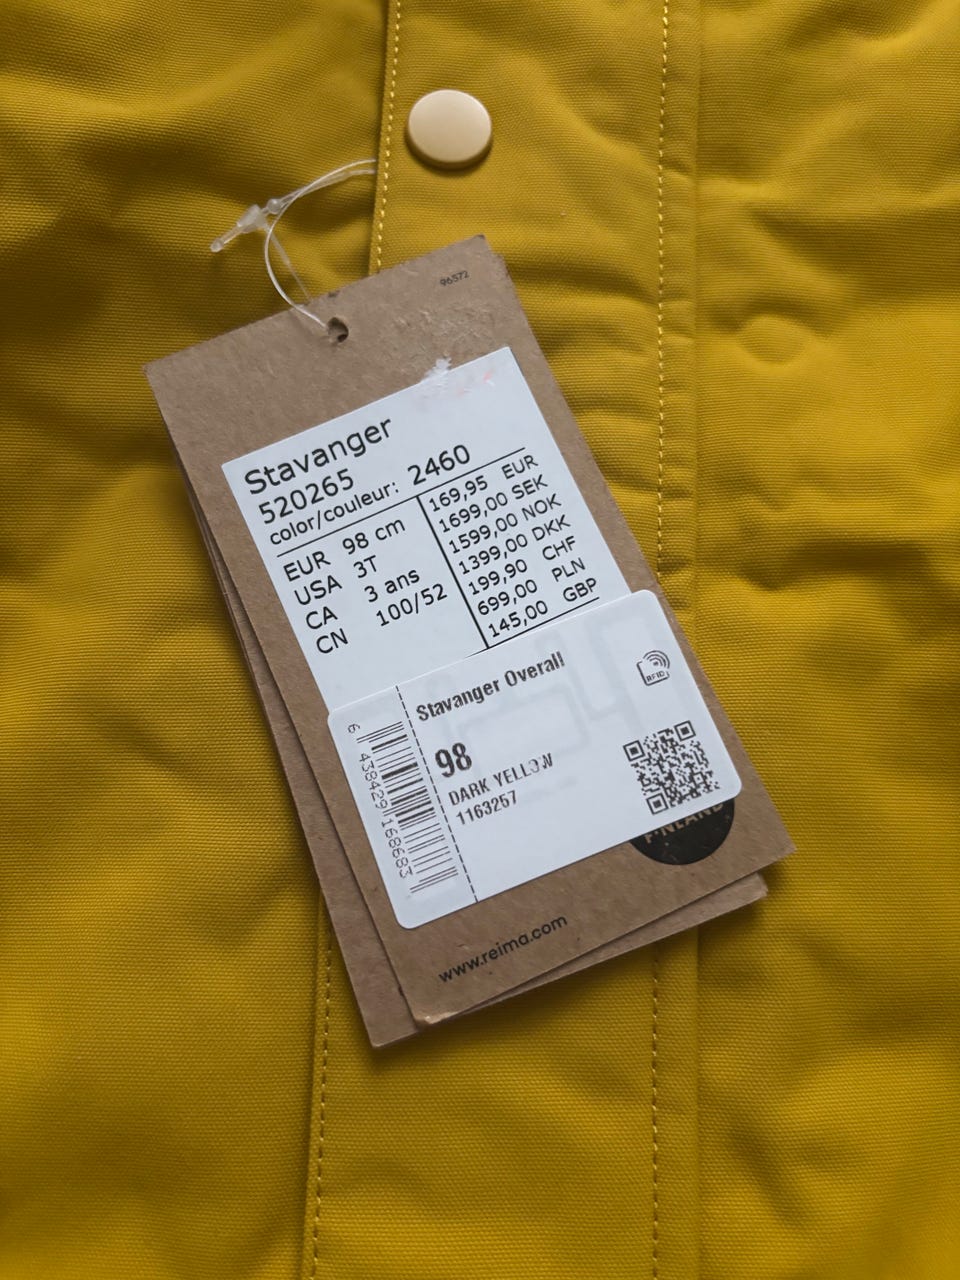 96572
Stavanger
520265
color/couleur: 2460
EUR 98 cm
USA 3T
CA 3 ans
CN 100/52
169,95 EUR
1699,00 SEK
1599,00 NOK
1399,00 DKK
199,90 CHF
699,00 PLN
145,00 GBP
Stavanger Overall
RFID
98
DARK YELLOW
1163257
6 438429 168683
FINLAND
www.reima.com